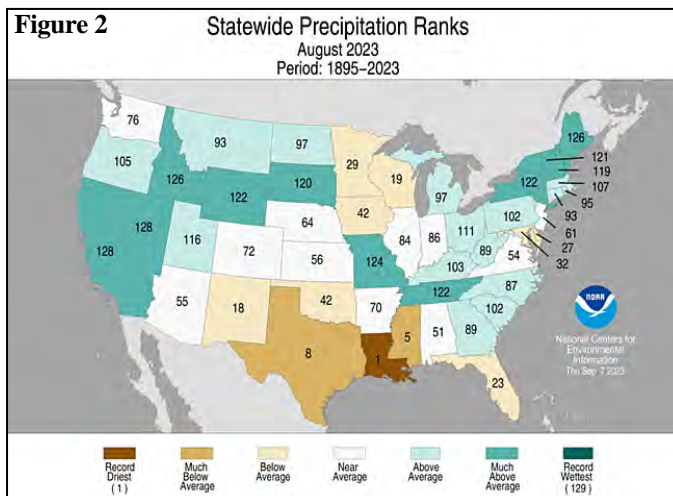 Figure 2
Statewide Precipitation Ranks
August 2023
Period: 1895–2023
76
93
97
29
126
121
119
105
126
122
120
19
97
122
107
95
93
42
102
61
128
128
116
64
84
86
111
27
32
72
56
124
103
89
54
55
18
42
70
122
87
102
8
1
5
51
89
23
NOAA
National Centers for
Environmental
Information
Thu Sep 7 2023
Record
Driest
(1)
Much
Below
Average
Below
Average
Near
Average
Above
Average
Much
Above
Average
Record
Wettest
(129)